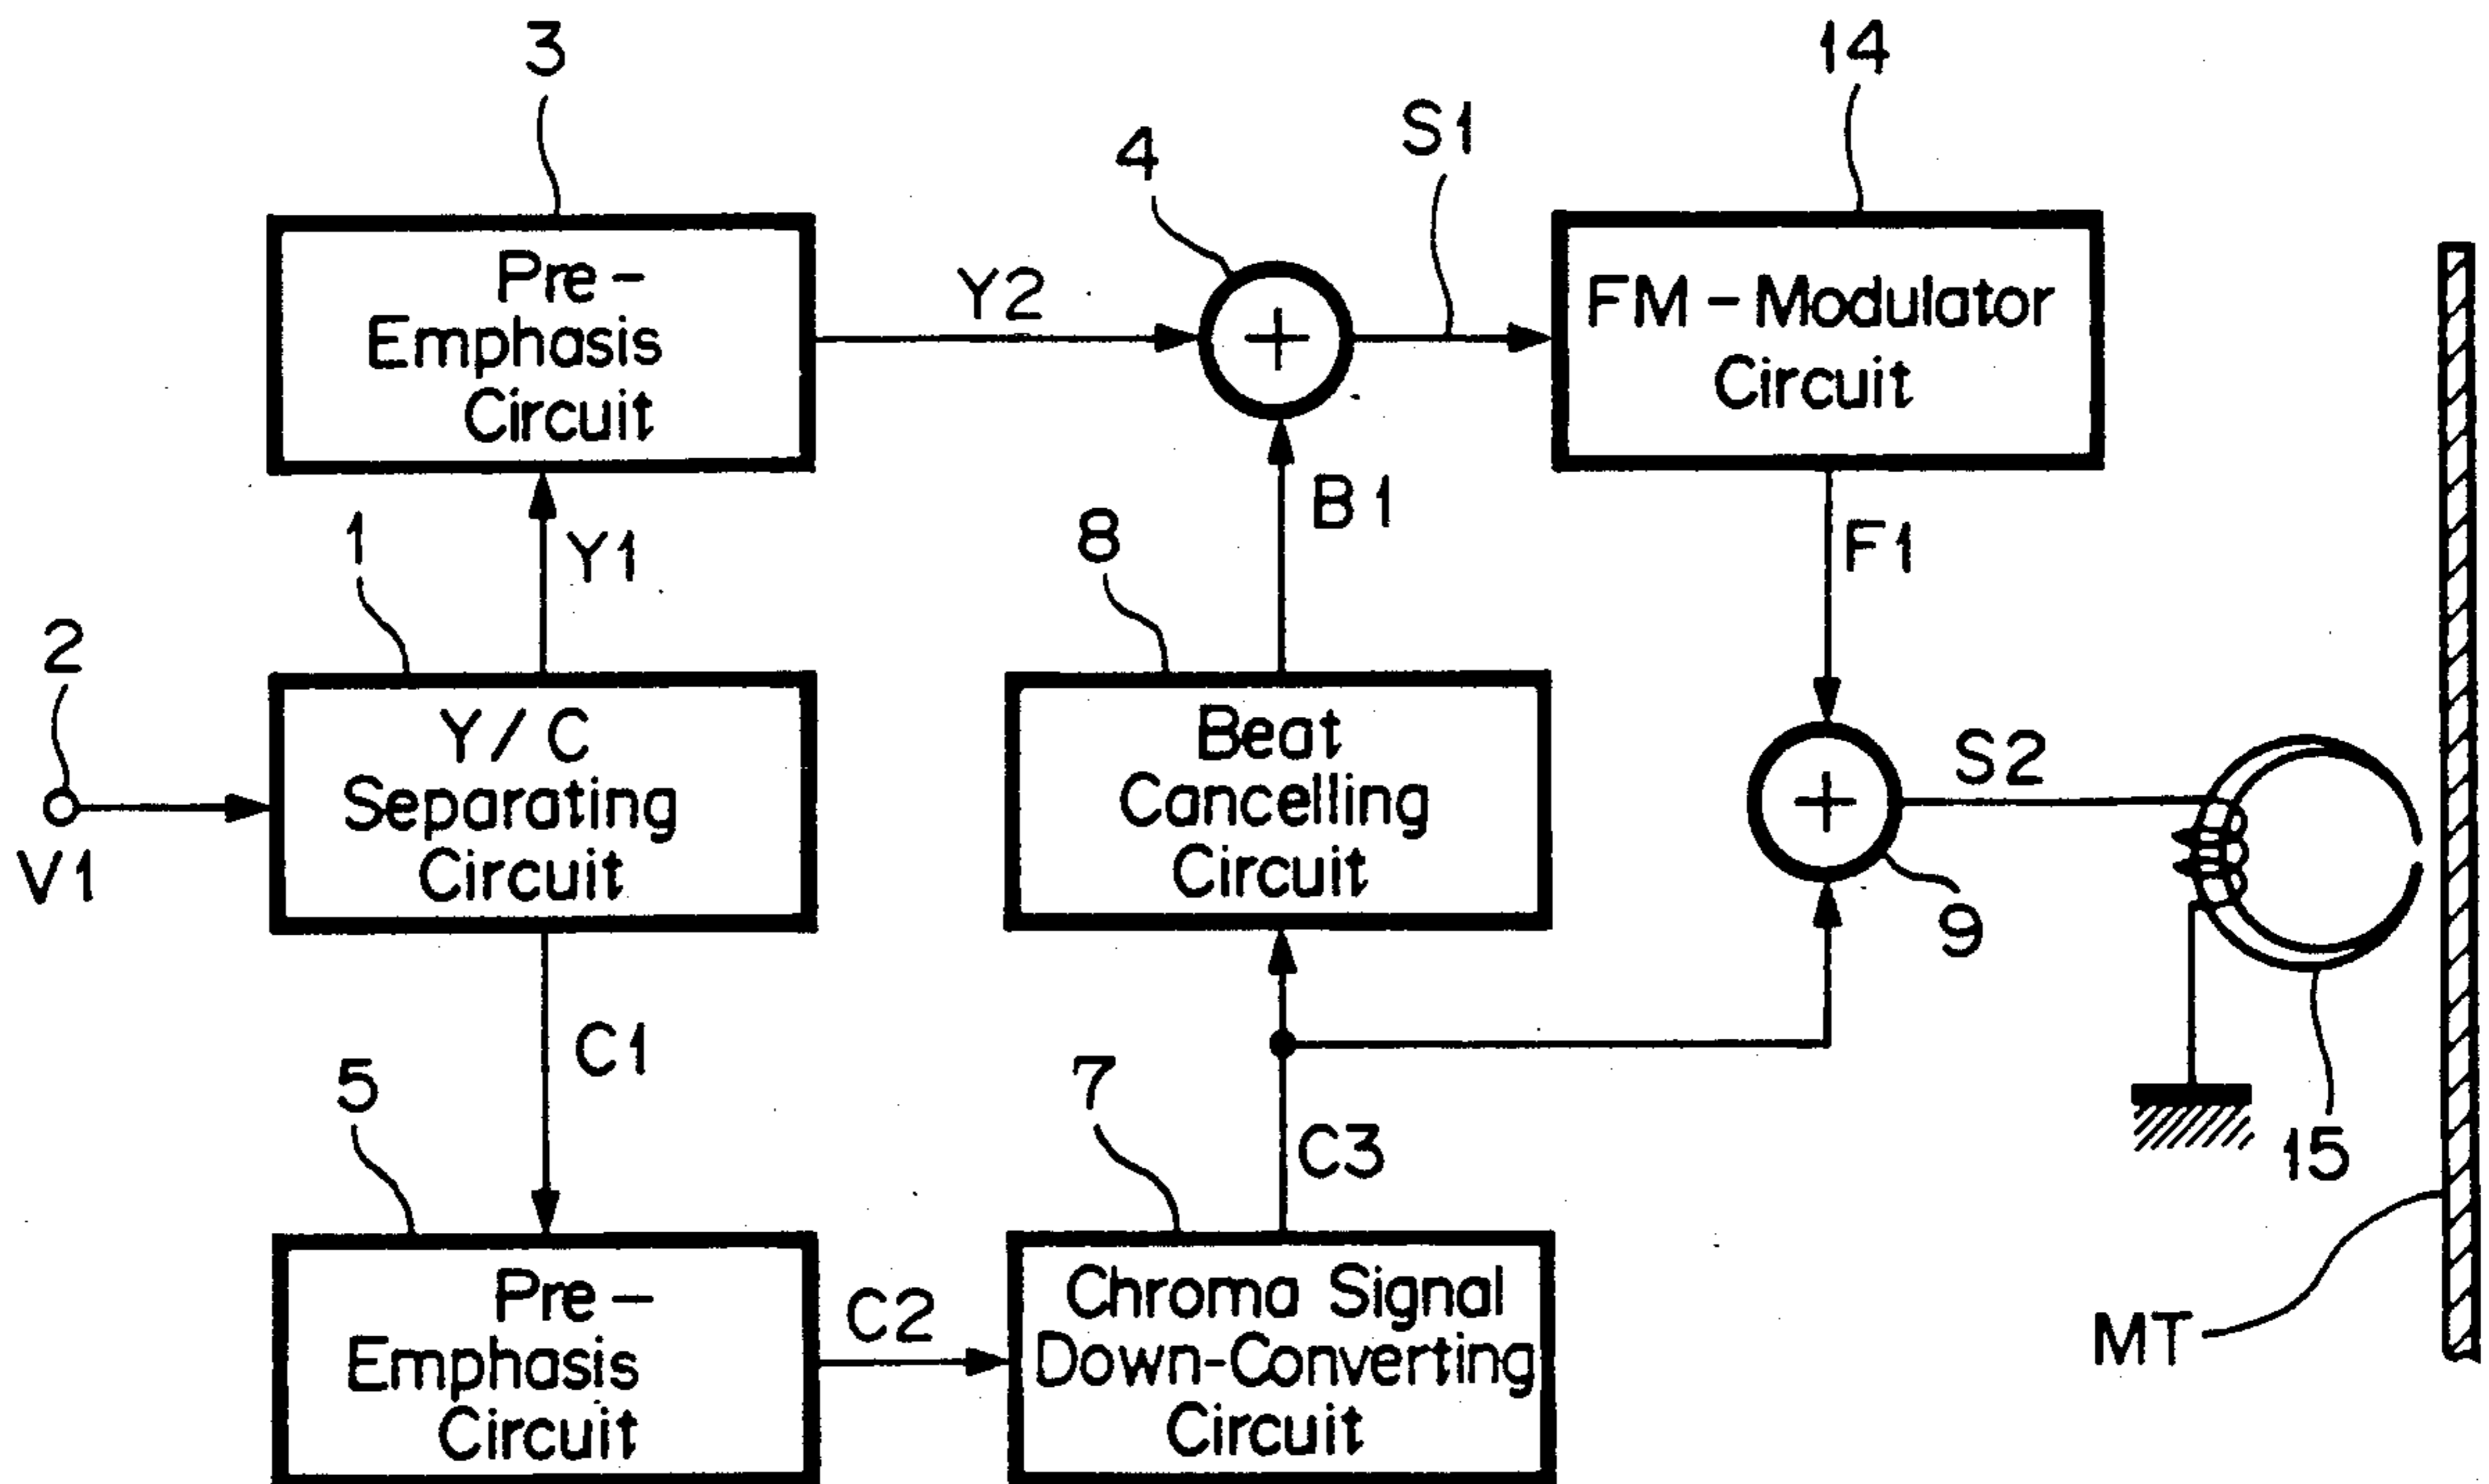 3
14
4
S1
Pre-
Emphasis
Circuit
Y2
FM-Modulator
Circuit
1
Y1
8
B1
F1
2
V1
Y/C
Separating
Circuit
Beat
Cancelling
Circuit
S2
9
C1
5
7
C3
15
Pre-
Emphasis
Circuit
C2
Chroma Signal
Down-Converting
Circuit
MT